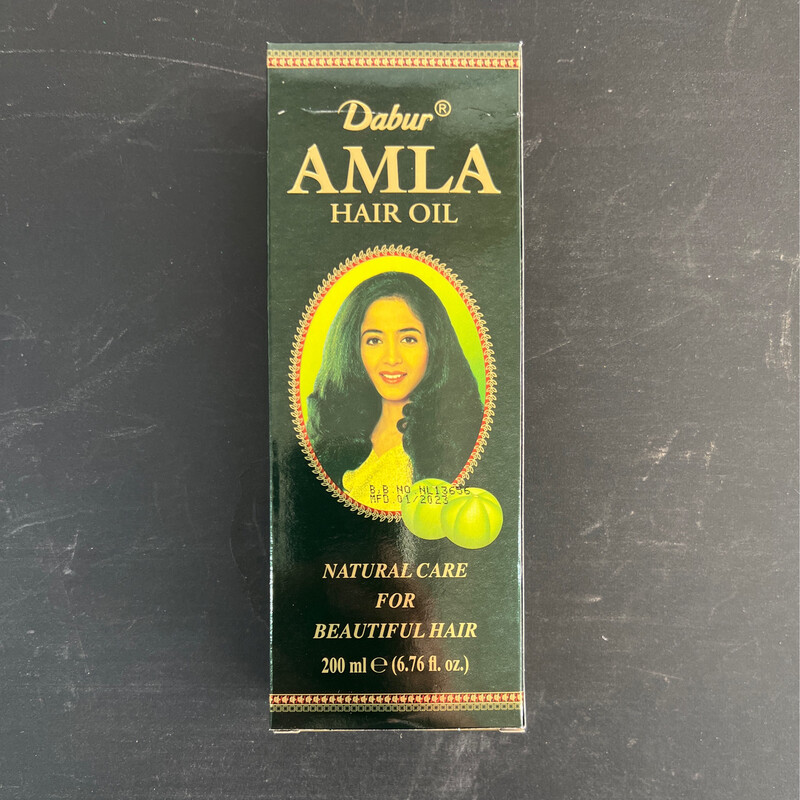 Dabur®
AMLA
HAIR OIL
B.B.NO.NL13656
MFD 01/2023
NATURAL CARE
FOR
BEAUTIFUL HAIR
200 ml ℮ (6.76 fl. oz.)